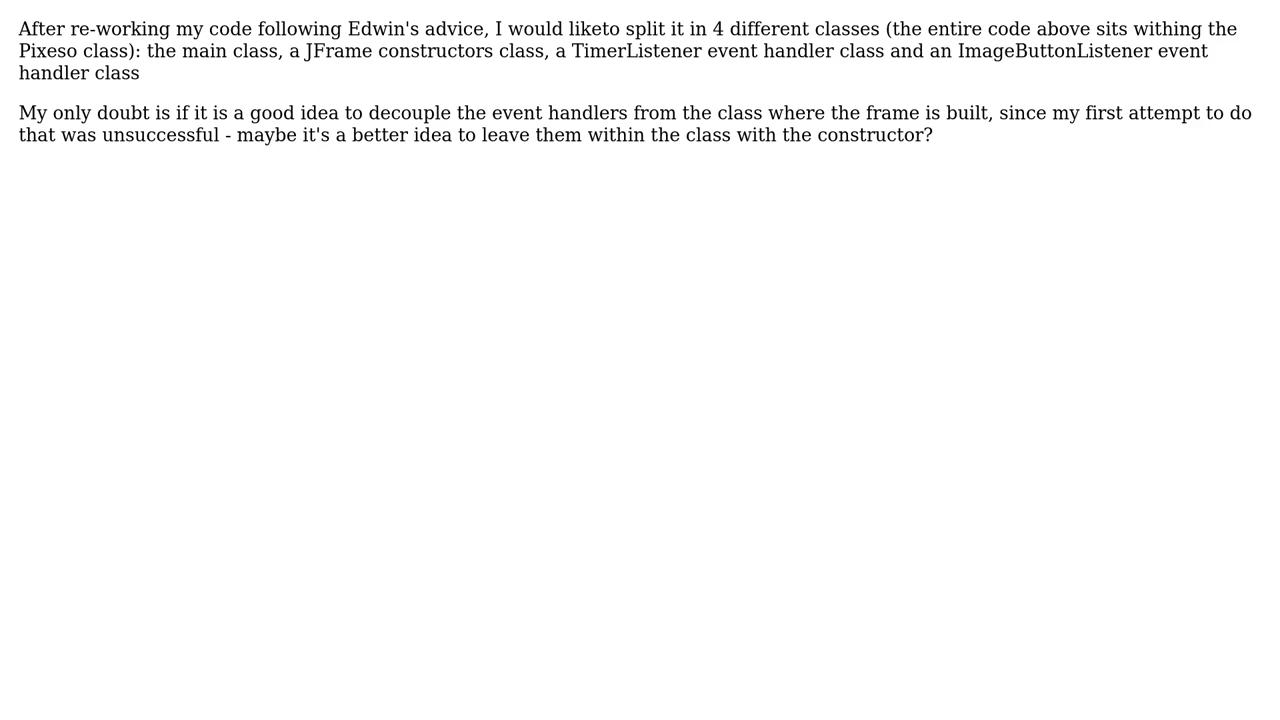 After re-working my code following Edwin's advice, I would liketo split it in 4 different classes (the entire code above sits withing the
Pixeso class): the main class, a JFrame constructors class, a TimerListener event handler class and an ImageButtonListener event
handler class
My only doubt is if it is a good idea to decouple the event handlers from the class where the frame is built, since my first attempt to do
that was unsuccessful - maybe it's a better idea to leave them within the class with the constructor?